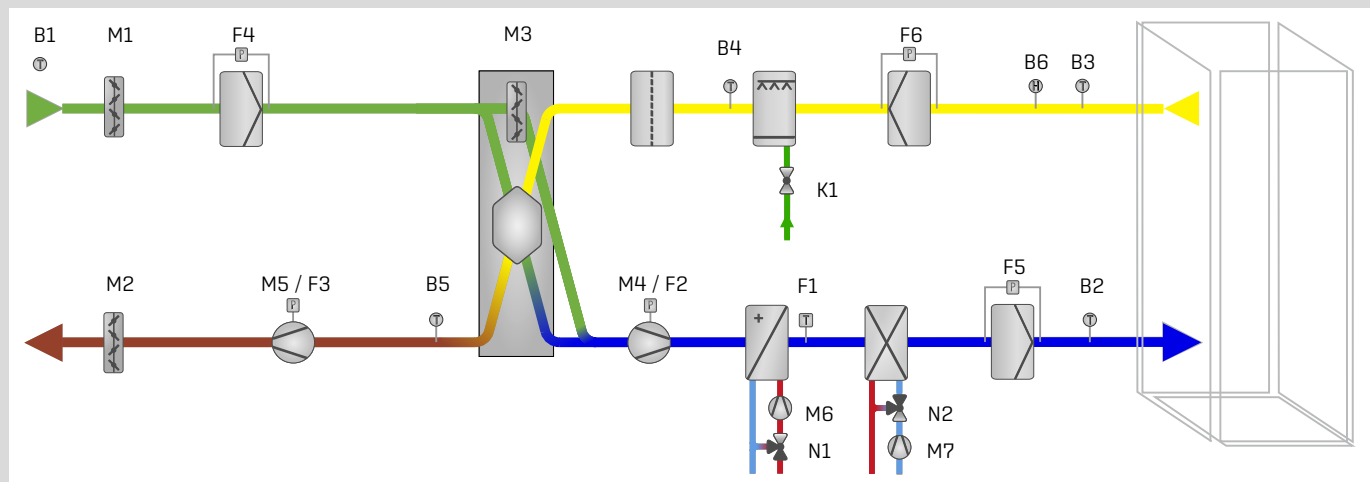 B1 M1 F4 M3 B4 F6 B6 B3
P P
T T H T
K1
M2 M5 / F3 B5 M4 / F2 F1 F5 B2
P T P T P T
+
M6 N2
N1 M7